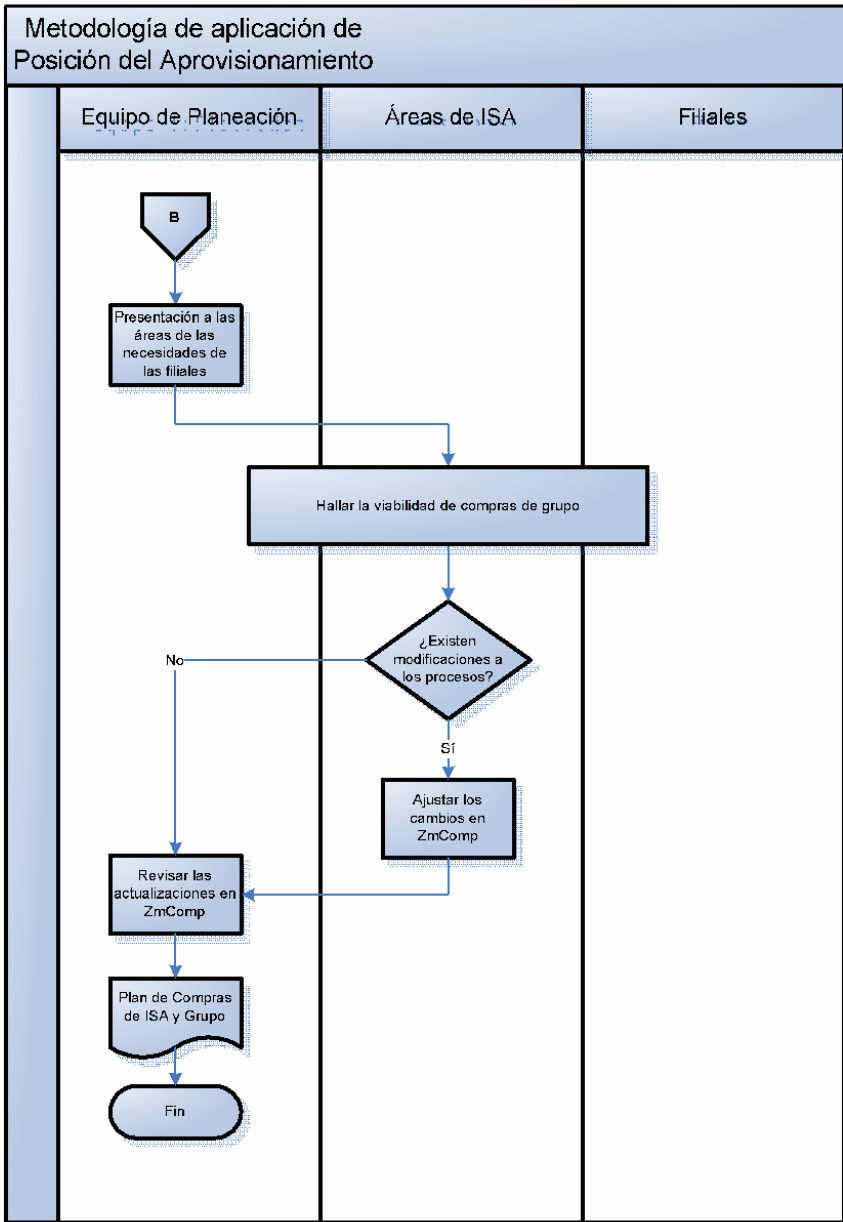 Metodología de aplicación de
Posición del Aprovisionamiento
Equipo de Planeación
Áreas de ISA
Filiales
B
Presentación a las
áreas de las
necesidades de
las filiales
Hallar la viabilidad de compras de grupo
¿Existen
modificaciones a
los procesos?
No
Sí
Ajustar los
cambios en
ZmComp
Revisar las
actualizaciones en
ZmComp
Plan de Compras
de ISA y Grupo
Fin